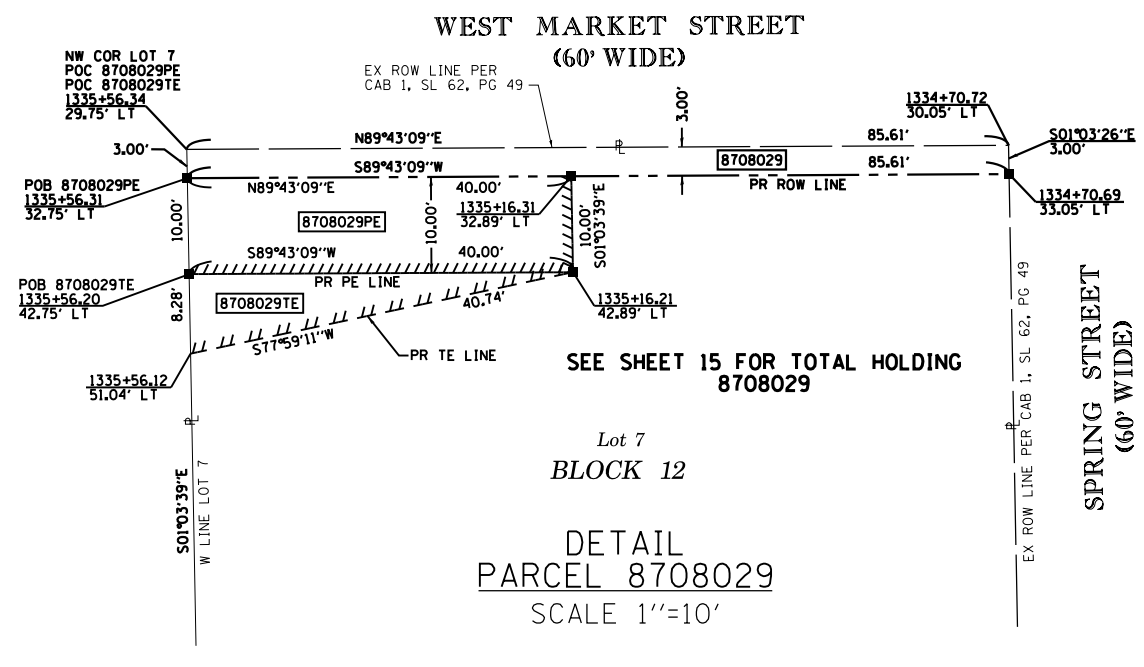 WEST MARKET STREET
(60' WIDE)
NW COR LOT 7
POC 8708029PE
POC 8708029TE
1335+56.34
29.75' LT
EX ROW LINE PER
CAB 1, SL 62, PG 49
3.00'
1334+70.72
30.05' LT
N89°43'09"E
85.61'
S01°03'26"E
3.00'
3.00'
S89°43'09"W
8708029
85.61'
POB 8708029PE
1335+56.31
32.75' LT
N89°43'09"E
40.00'
PR ROW LINE
1334+70.69
33.05' LT
1335+16.31
32.89' LT
10.00'
8708029PE
10.00'
10.00'
S01°03'39"E
S89°43'09"W
40.00'
PR PE LINE
POB 8708029TE
1335+56.20
42.75' LT
8.28'
8708029TE
40.74'
1335+16.21
42.89' LT
S77°59'11"W
PR TE LINE
1335+56.12
51.04' LT
SEE SHEET 15 FOR TOTAL HOLDING
8708029
PL
PL
PL
Lot 7
BLOCK 12
S01°03'39"E
W LINE LOT 7
EX ROW LINE PER CAB 1, SL 62, PG 49
SPRING STREET
(60' WIDE)
DETAIL
PARCEL 8708029
SCALE 1''=10'